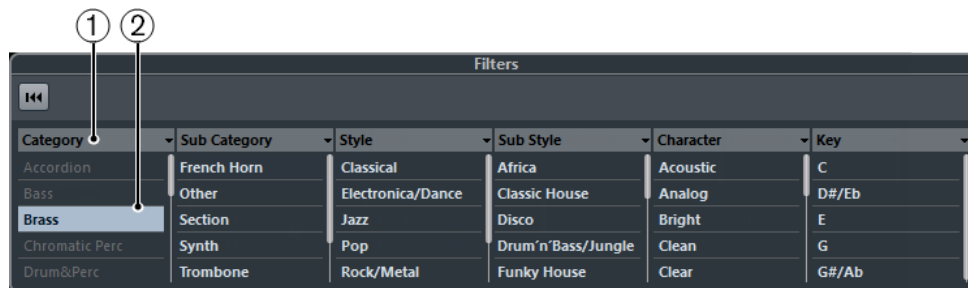 1 2
Filters
Category Sub Category Style Sub Style Character Key
Accordion French Horn Classical Africa Acoustic C
Bass Other Electronica/Dance Classic House Analog D#/Eb
Brass Section Jazz Disco Bright E
Chromatic Perc Synth Pop Drum´n´Bass/Jungle Clean G
Drum&Perc Trombone Rock/Metal Funky House Clear G#/Ab